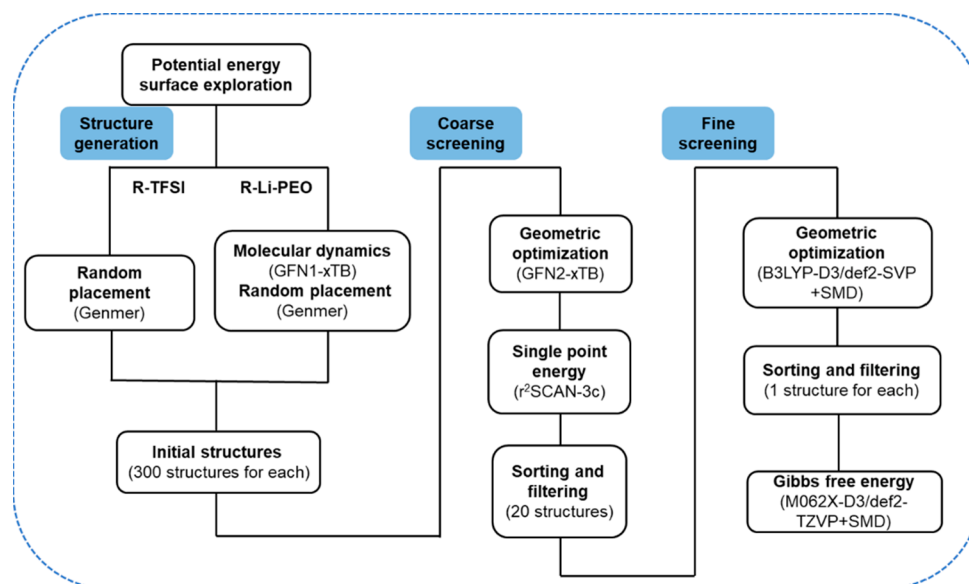 Potential energy
surface exploration
Structure
generation
R-TFSI
R-Li-PEO
Random
placement
(Genmer)
Molecular dynamics
(GFN1-xTB)
Random placement
(Genmer)
Initial structures
(300 structures for each)
Coarse
screening
Geometric
optimization
(GFN2-xTB)
Single point
energy
(r²SCAN-3c)
Sorting and
filtering
(20 structures)
Fine
screening
Geometric
optimization
(B3LYP-D3/def2-SVP
+SMD)
Sorting and filtering
(1 structure for each)
Gibbs free energy
(M062X-D3/def2-
TZVP+SMD)